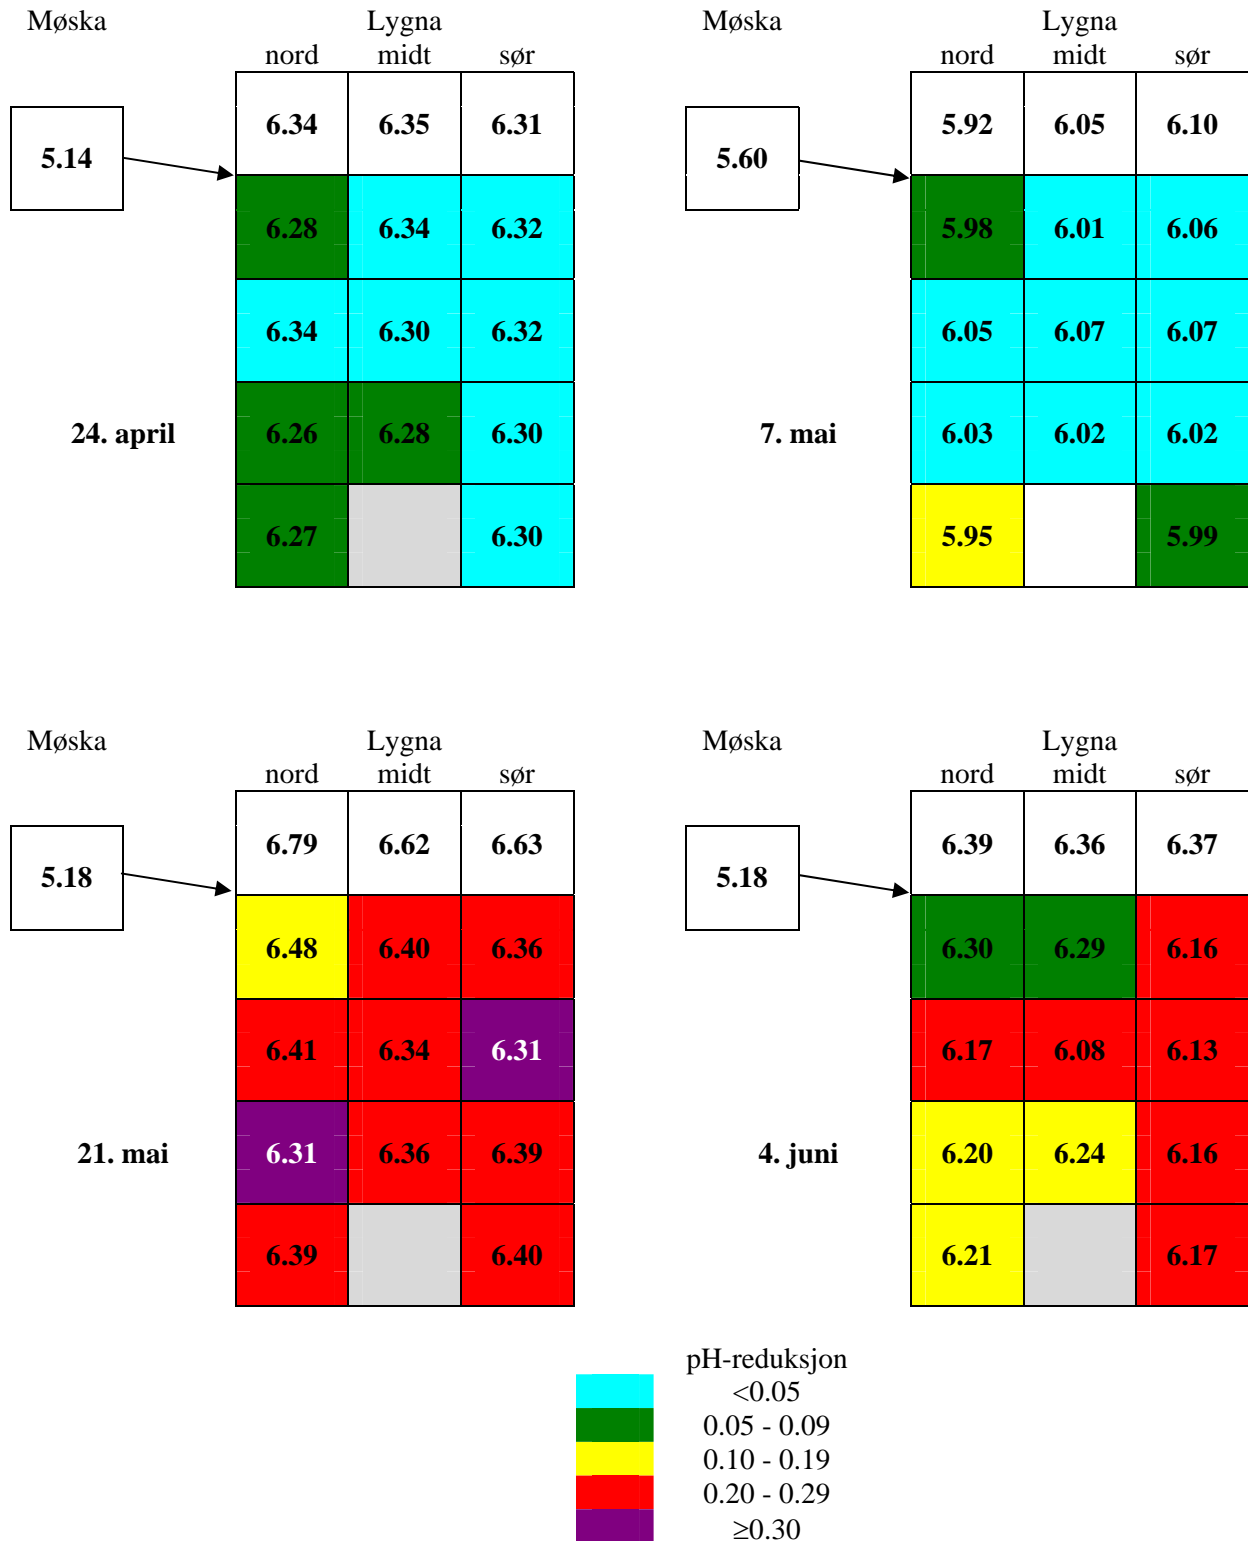 Møska Lygna
nord midt sør
6.34 6.35 6.31
5.14
6.28 6.34 6.32
6.34 6.30 6.32
24. april 6.26 6.28 6.30
6.27 6.30
Møska Lygna
nord midt sør
5.92 6.05 6.10
5.60
5.98 6.01 6.06
6.05 6.07 6.07
7. mai 6.03 6.02 6.02
5.95 5.99
Møska Lygna
nord midt sør
6.79 6.62 6.63
5.18
6.48 6.40 6.36
6.41 6.34 6.31
21. mai 6.31 6.36 6.39
6.39 6.40
Møska Lygna
nord midt sør
6.39 6.36 6.37
5.18
6.30 6.29 6.16
6.17 6.08 6.13
4. juni 6.20 6.24 6.16
6.21 6.17
pH-reduksjon
<0.05
0.05 - 0.09
0.10 - 0.19
0.20 - 0.29
≥0.30